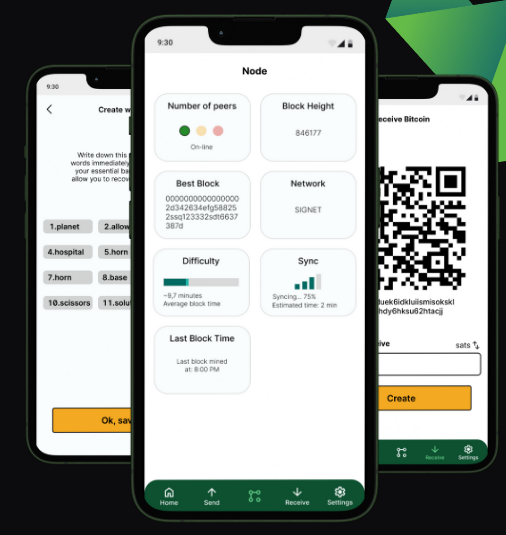 9:30
Create w
Write down this
words immediately
your essential ba
allow you to recov
1.planet
2.allow
4.hospital
5.horn
7.horn
8.base
10.scissors
11.solu
Ok, sav
9:30
Node
Number of peers
On-line
Block Height
846177
Best Block
0000000000000000
2d342634efg58825
2ssq123332sdt6637
387d
Network
SIGNET
Difficulty
~9,7 minutes
Average block time
Sync
Syncing... 75%
Estimated time: 2 min
Last Block Time
Last block mined
at: 8:00 PM
Home
Send
Receive
Settings
eceive Bitcoin
luek6idkluiismisokskl
hdy6hksu62htacjj
ive
sats
Create
Receive
Settings